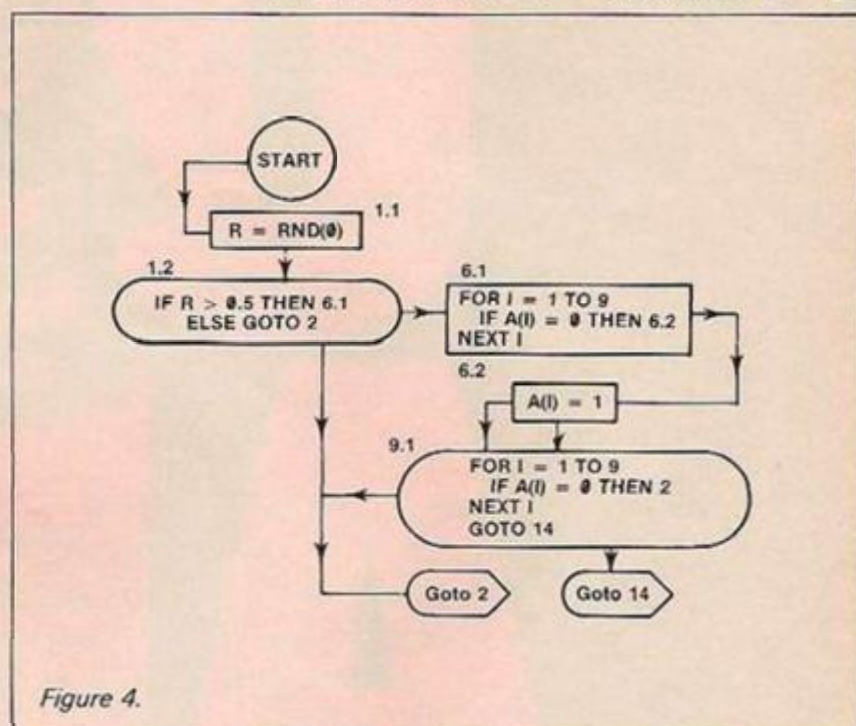 START
1.1
R = RND(0)
1.2
IF R > 0.5 THEN 6.1
ELSE GOTO 2
6.1
FOR I = 1 TO 9
IF A(I) = 0 THEN 6.2
NEXT I
6.2
A(I) = 1
9.1
FOR I = 1 TO 9
IF A(I) = 0 THEN 2
NEXT I
GOTO 14
Goto 2
Goto 14
Figure 4.